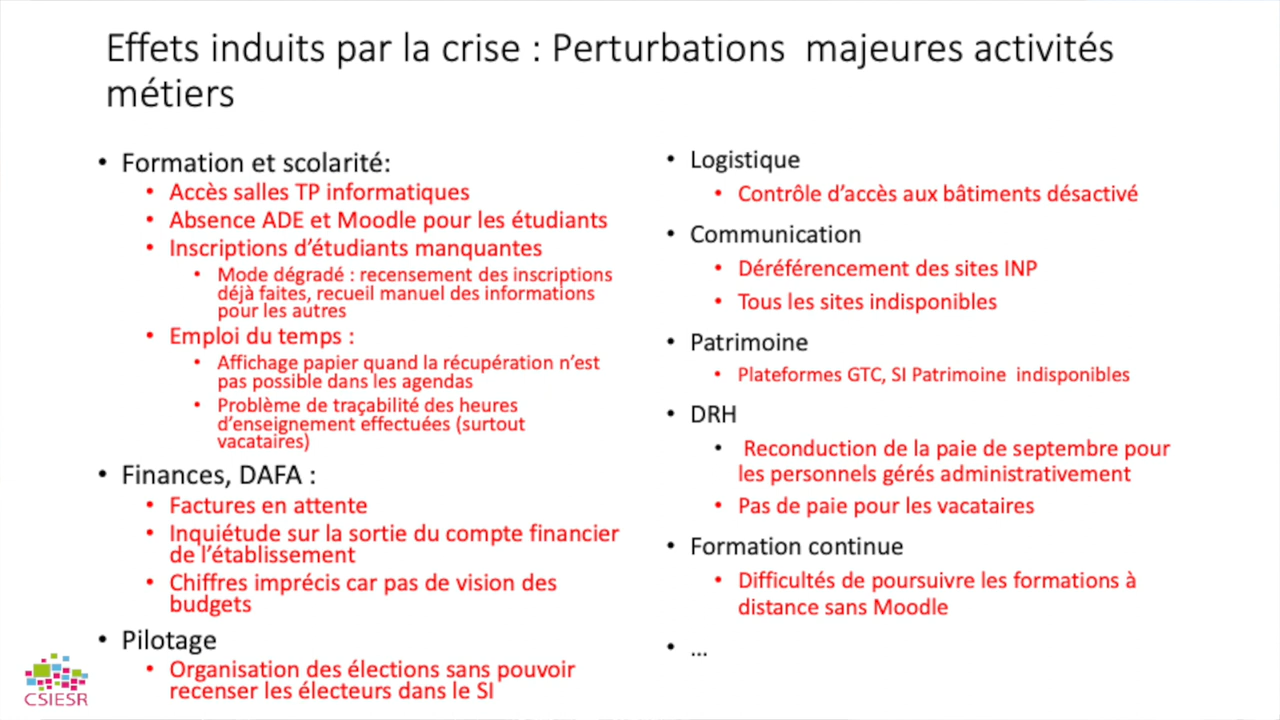 Effets induits par la crise : Perturbations majeures activités
métiers
• Formation et scolarité:
• Accès salles TP informatiques
• Absence ADE et Moodle pour les étudiants
• Inscriptions d'étudiants manquantes
• Mode dégradé : recensement des inscriptions
déjà faites, recueil manuel des informations
pour les autres
• Emploi du temps :
• Affichage papier quand la récupération n'est
pas possible dans les agendas
• Problème de traçabilité des heures
d'enseignement effectuées (surtout
vacataires)
• Finances, DAFA :
• Factures en attente
• Inquiétude sur la sortie du compte financier
de l'établissement
• Chiffres imprécis car pas de vision des
budgets
• Pilotage
• Organisation des élections sans pouvoir
recenser les électeurs dans le SI
• Logistique
• Contrôle d'accès aux bâtiments désactivé
• Communication
• Déréférencement des sites INP
• Tous les sites indisponibles
• Patrimoine
• Plateformes GTC, SI Patrimoine indisponibles
• DRH
• Reconduction de la paie de septembre pour
les personnels gérés administrativement
• Pas de paie pour les vacataires
• Formation continue
• Difficultés de poursuivre les formations à
distance sans Moodle
• ...
CSIESR